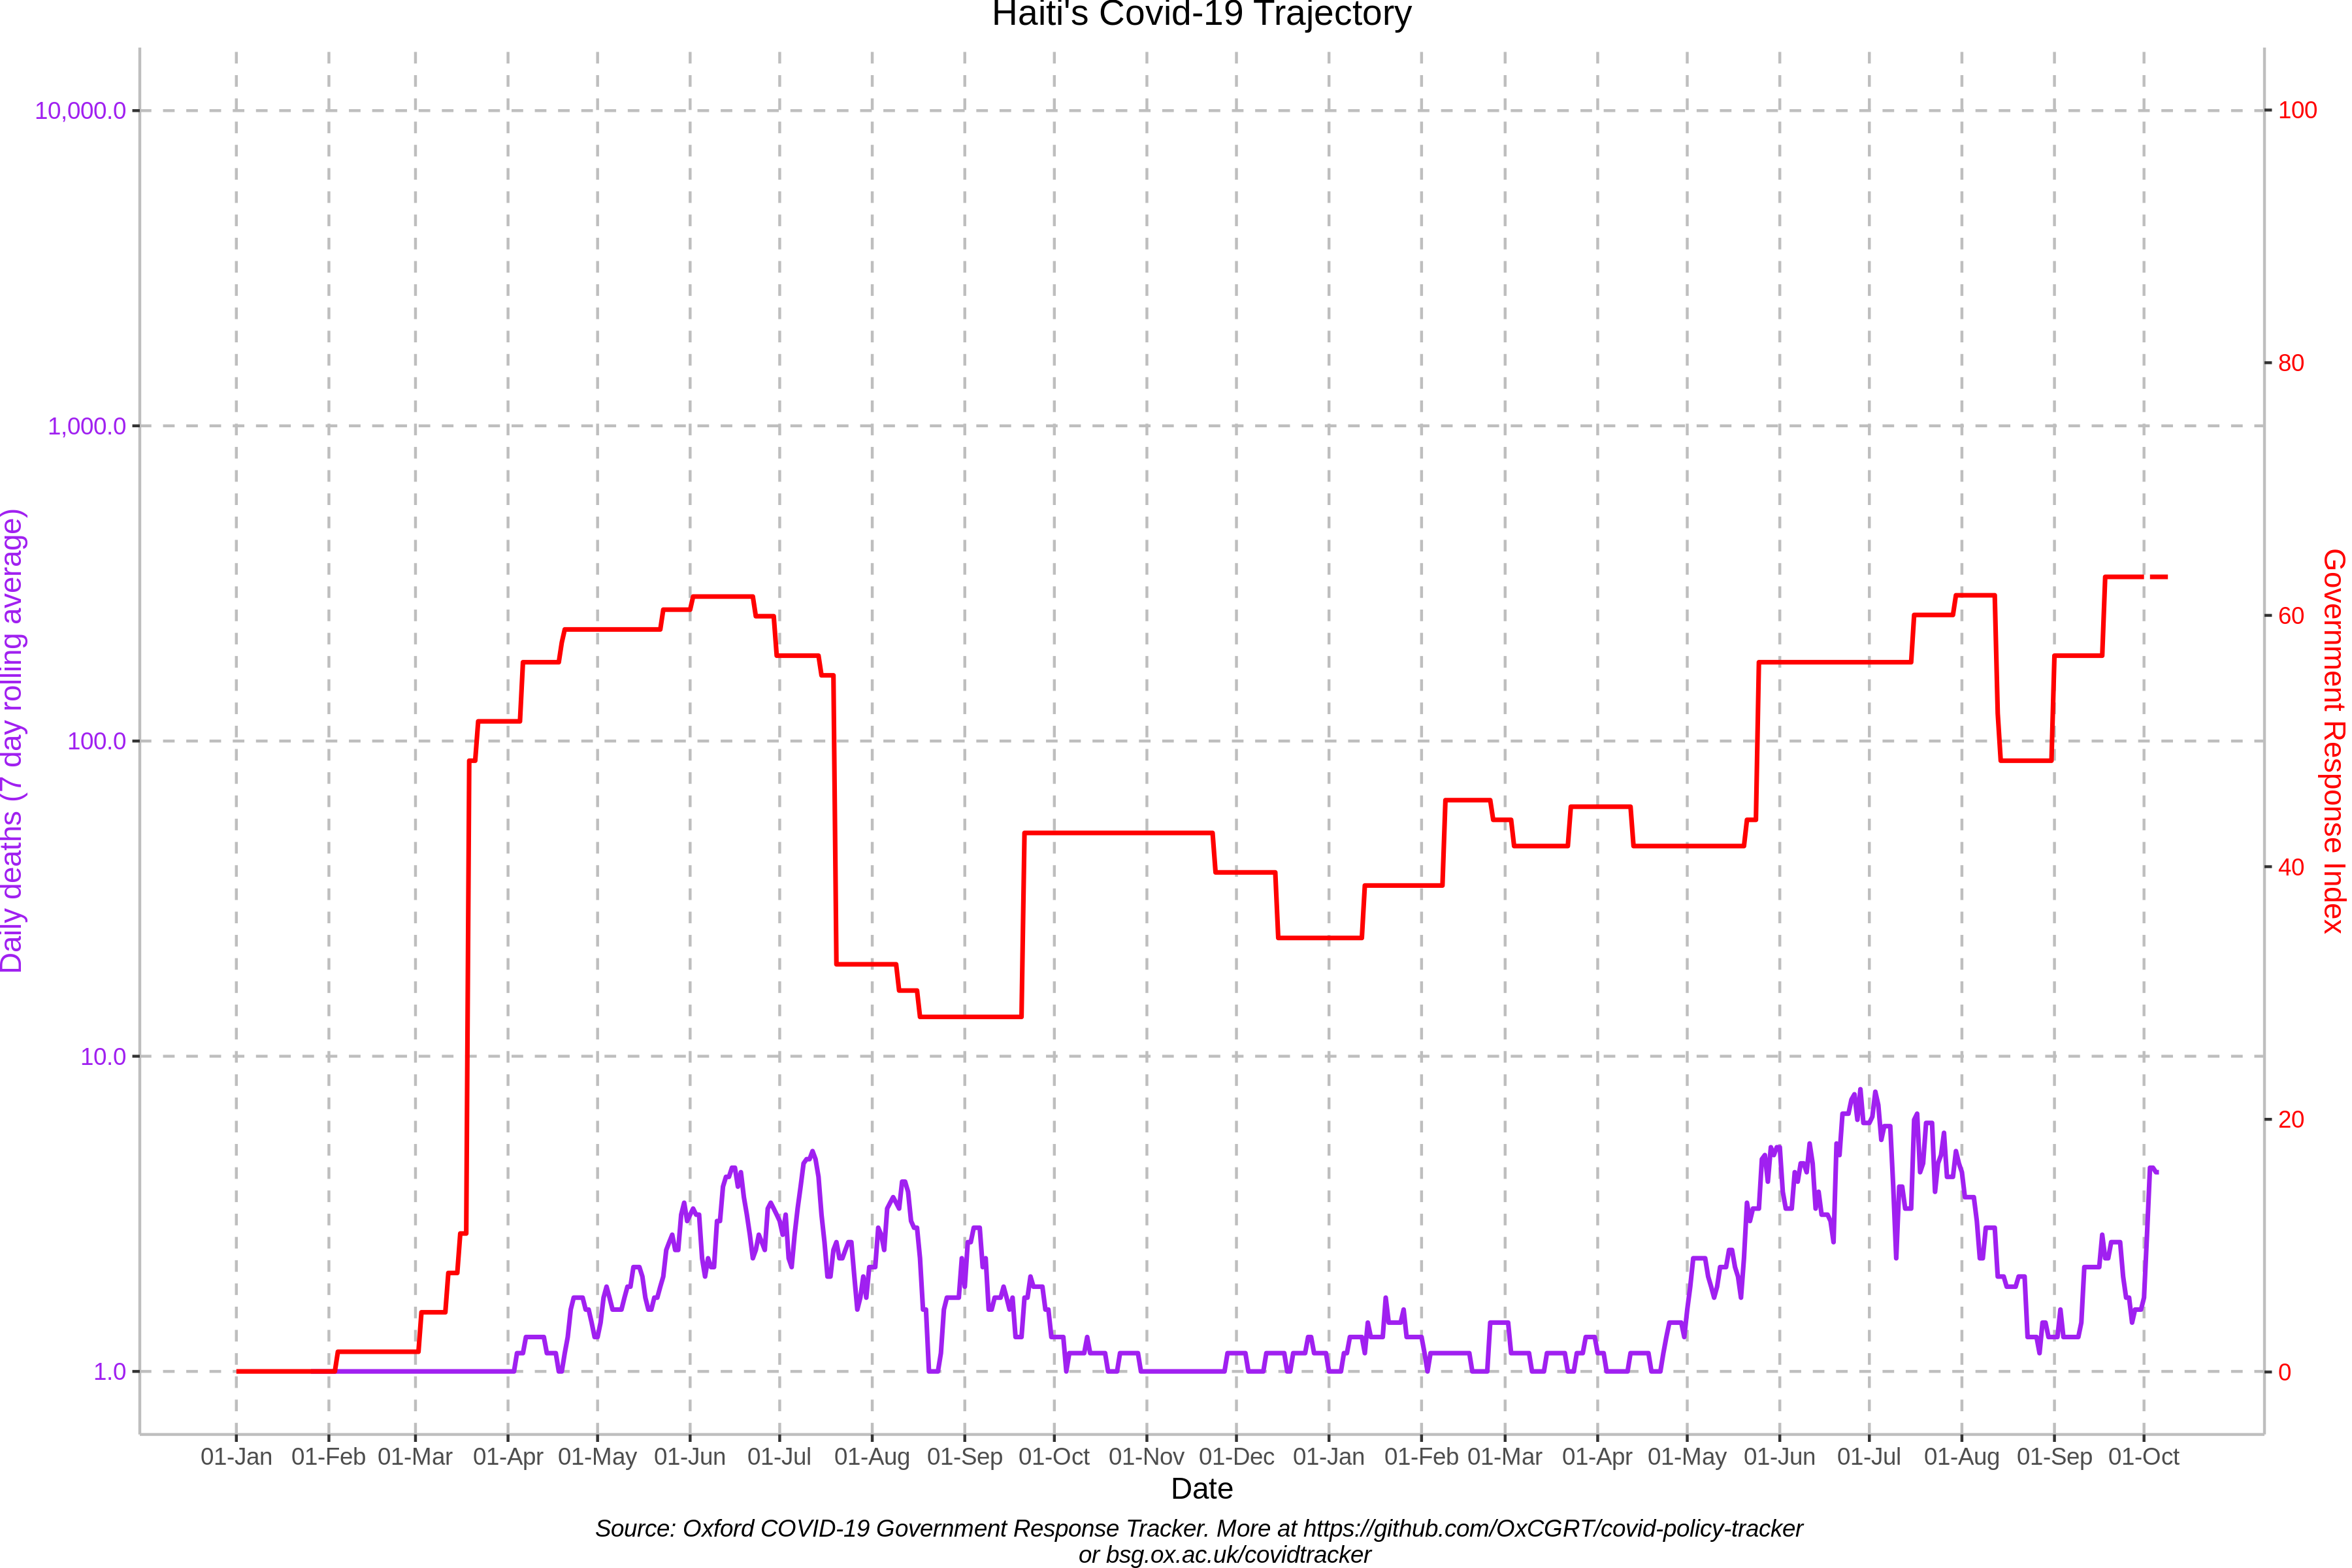 Haiti's Covid-19 Trajectory
10,000.0
1,000.0
100.0
10.0
1.0
Daily deaths (7 day rolling average)
100
80
60
40
20
0
Government Response Index
01-Jan 01-Feb 01-Mar 01-Apr 01-May 01-Jun 01-Jul 01-Aug 01-Sep 01-Oct 01-Nov 01-Dec 01-Jan 01-Feb 01-Mar 01-Apr 01-May 01-Jun 01-Jul 01-Aug 01-Sep 01-Oct
Date
Source: Oxford COVID-19 Government Response Tracker. More at https://github.com/OxCGRT/covid-policy-tracker
or bsg.ox.ac.uk/covidtracker